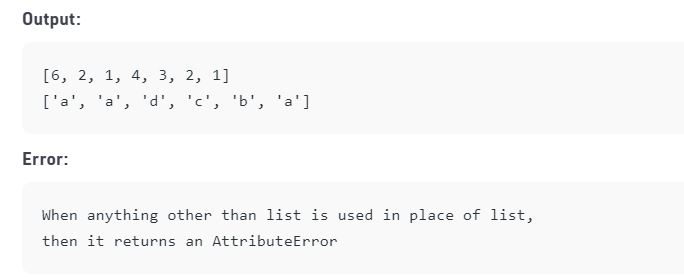 Output:
[6, 2, 1, 4, 3, 2, 1]
['a', 'a', 'd', 'c', 'b', 'a']
Error:
When anything other than list is used in place of list,
then it returns an AttributeError